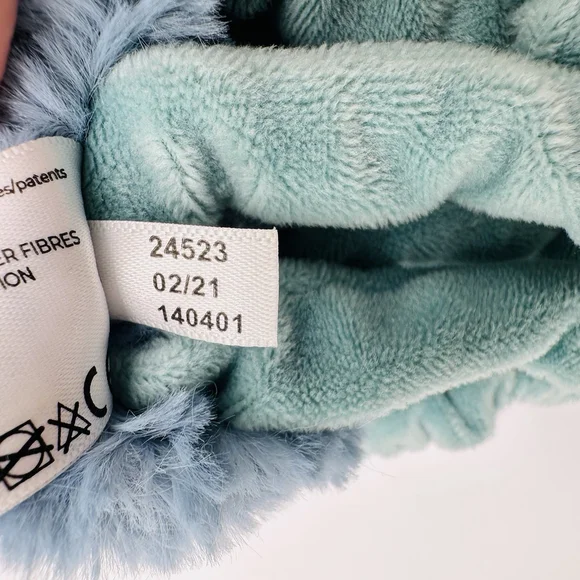 es/patents
ER FIBRES
ION
24523
02/21
140401